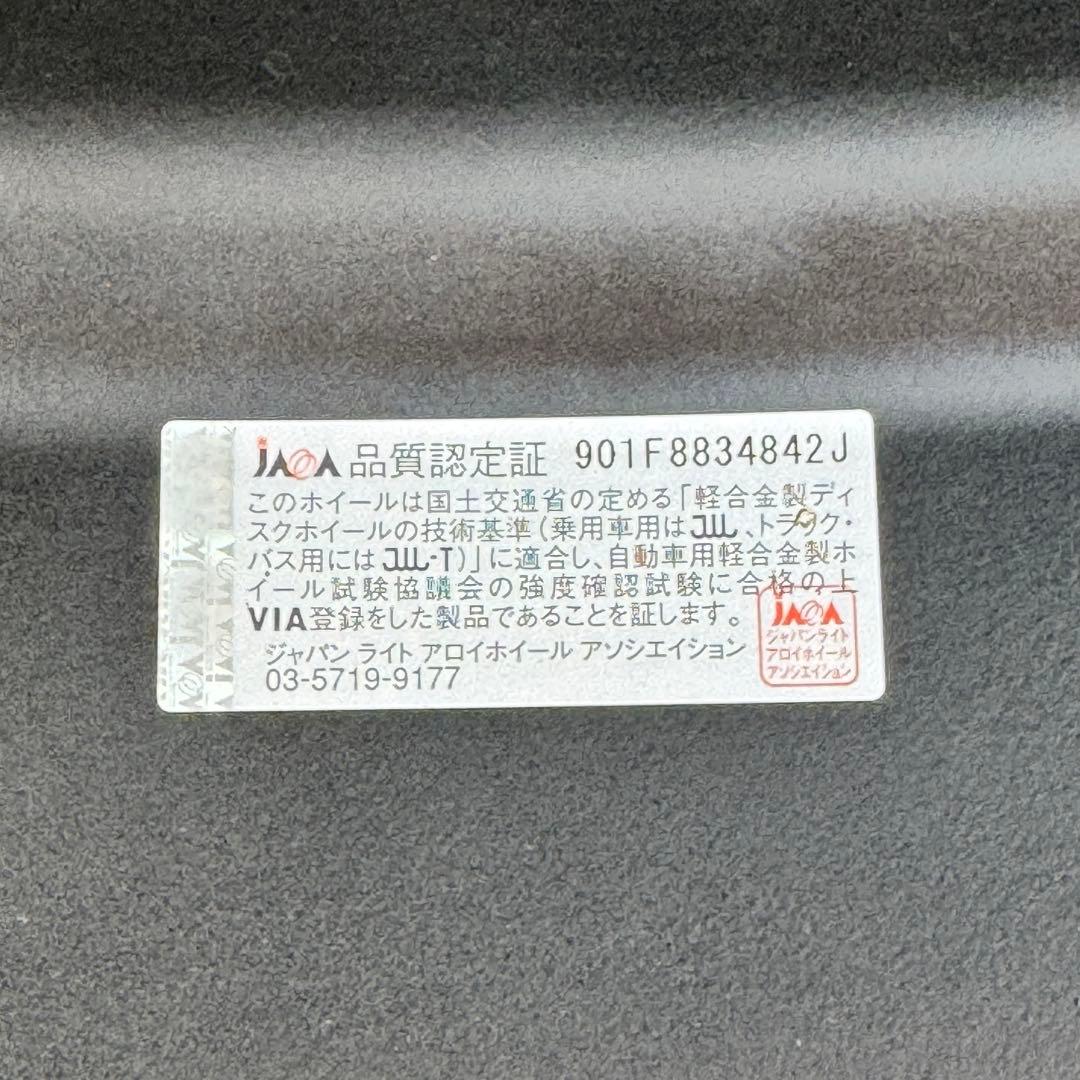 JAWA 品質認定証 901F8834842J
このホイールは国土交通省の定める「軽合金製ディ
スクホイールの技術基準(乗用車用はJWL、トラック・
バス用にはJWL-T)」に適合し、自動車用軽合金製ホ
イール試験協議会の強度確認試験に合格の上
VIA登録をした製品であることを証します。
ジャパン ライト アロイホイール アソシエイション
03-5719-9177
JAWA
ジャパンライト
アロイホイール
アソシエイション